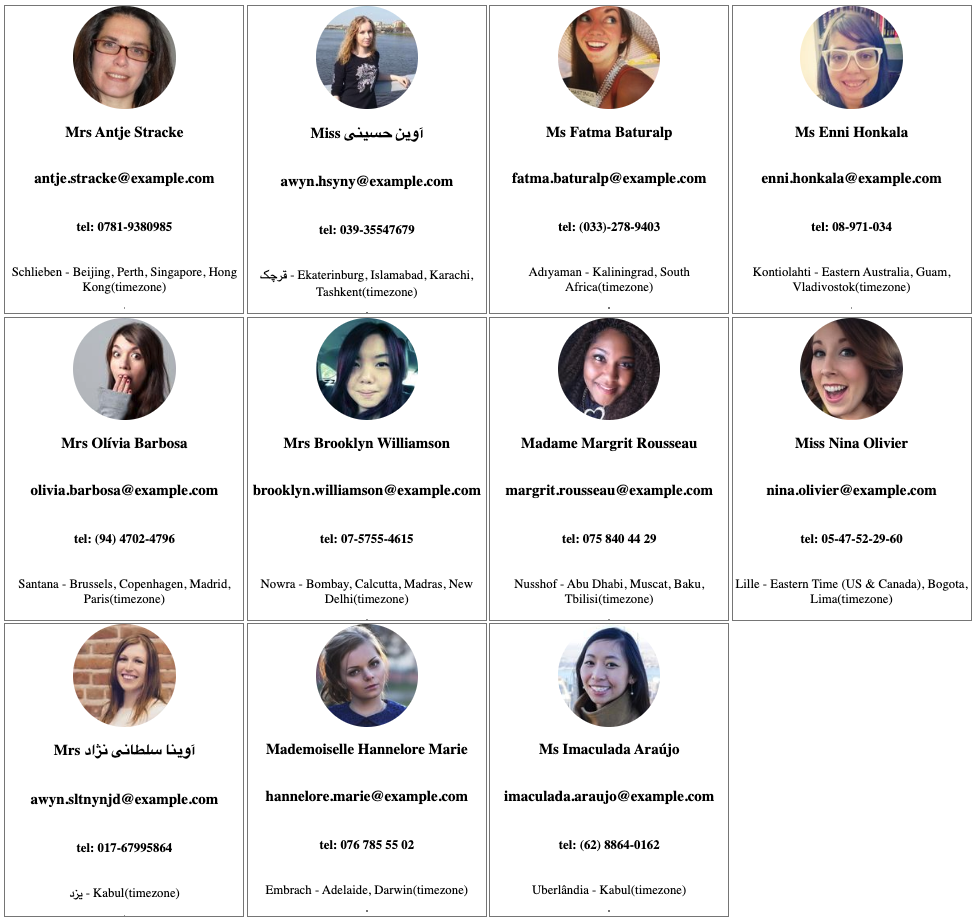 Mrs Antje Stracke
antje.stracke@example.com
tel: 0781-9380985
Schlieben - Beijing, Perth, Singapore, Hong
Kong(timezone)
Miss آوین حسینی
awyn.hsyny@example.com
tel: 039-35547679
قرچک - Ekaterinburg, Islamabad, Karachi,
Tashkent(timezone)
Ms Fatma Baturalp
fatma.baturalp@example.com
tel: (033)-278-9403
Adıyaman - Kaliningrad, South
Africa(timezone)
Ms Enni Honkala
enni.honkala@example.com
tel: 08-971-034
Kontiolahti - Eastern Australia, Guam,
Vladivostok(timezone)
Mrs Olívia Barbosa
olivia.barbosa@example.com
tel: (94) 4702-4796
Santana - Brussels, Copenhagen, Madrid,
Paris(timezone)
Mrs Brooklyn Williamson
brooklyn.williamson@example.com
tel: 07-5755-4615
Nowra - Bombay, Calcutta, Madras, New
Delhi(timezone)
Madame Margrit Rousseau
margrit.rousseau@example.com
tel: 075 840 44 29
Nusshof - Abu Dhabi, Muscat, Baku,
Tbilisi(timezone)
Miss Nina Olivier
nina.olivier@example.com
tel: 05-47-52-29-60
Lille - Eastern Time (US & Canada), Bogota,
Lima(timezone)
Mrs آوینا سلطانی نژاد
awyn.sltnynjd@example.com
tel: 017-67995864
یزد - Kabul(timezone)
Mademoiselle Hannelore Marie
hannelore.marie@example.com
tel: 076 785 55 02
Embrach - Adelaide, Darwin(timezone)
Ms Imaculada Araújo
imaculada.araujo@example.com
tel: (62) 8864-0162
Uberlândia - Kabul(timezone)